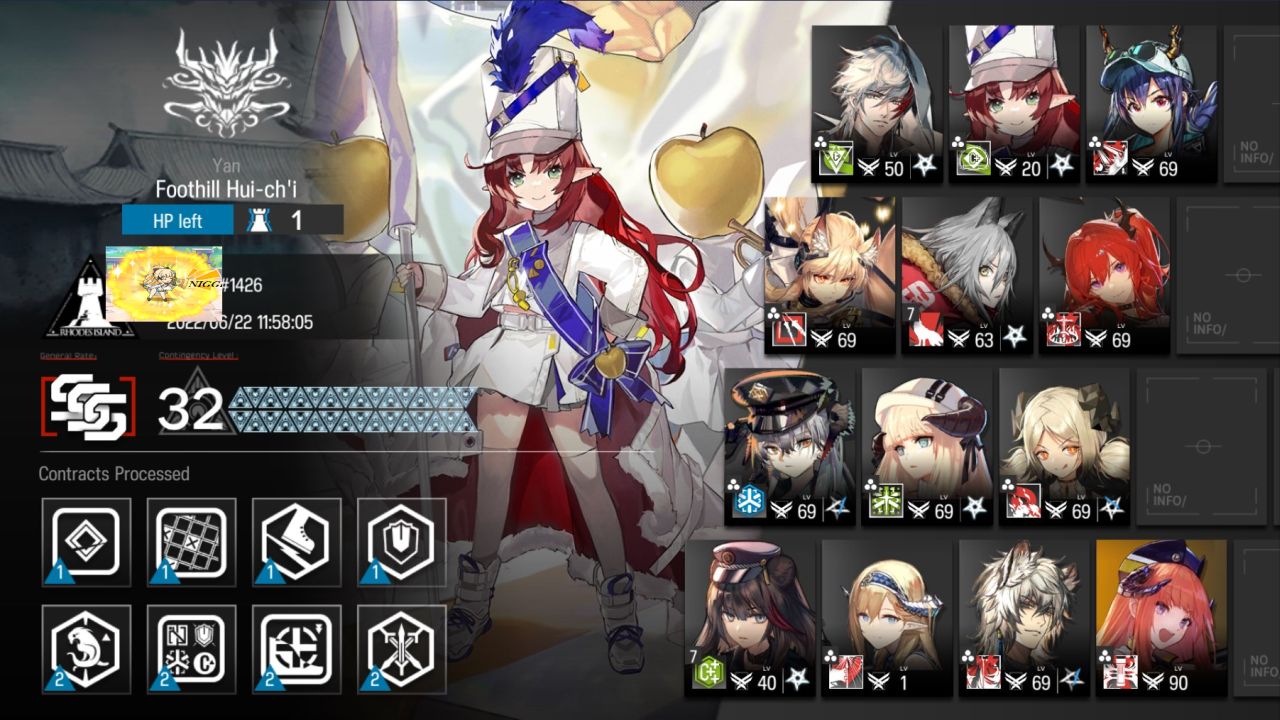 Yan
Foothill Hui-ch'i
HP left
1
NIGG#1426
2022/06/22 11:58:05
RHODES ISLAND
General Rate
Contingency Level
32
Contracts Processed
1
1
1
1
2
2
2
2
LV
50
LV
20
LV
69
NO
INFO/
LV
69
7
LV
63
LV
69
NO
INFO/
LV
69
LV
69
LV
69
NO
INFO/
7
LV
40
LV
1
LV
69
LV
90
NO
INFO